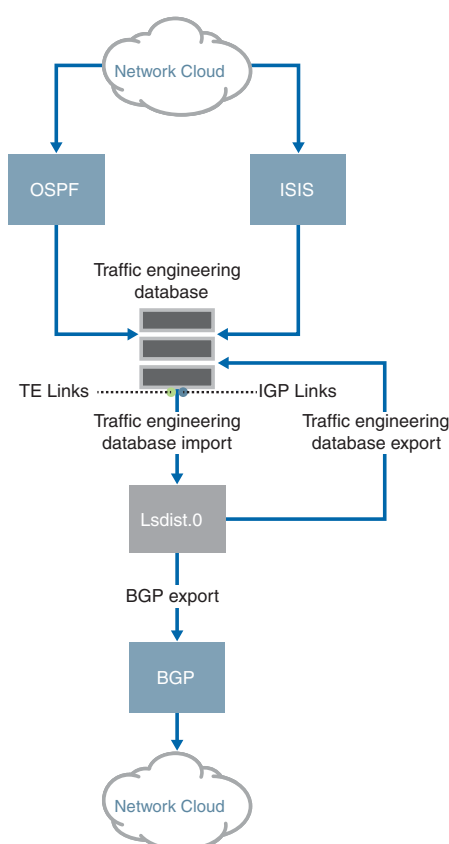 Network Cloud
OSPF
ISIS
Traffic engineering
database
TE Links
IGP Links
Traffic engineering
database import
Traffic engineering
database export
Lsdist.0
BGP export
BGP
Network Cloud